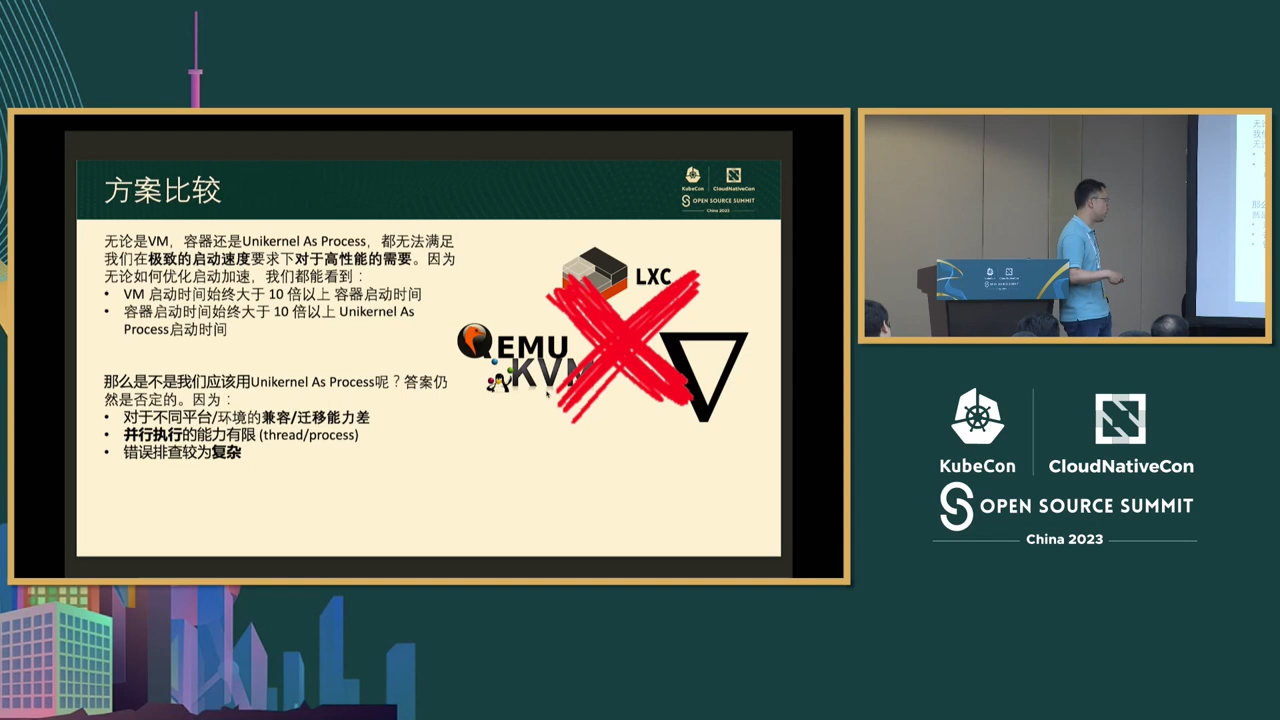 方案比较
KubeCon
CloudNativeCon
OPEN SOURCE SUMMIT
China 2023
无论是VM，容器还是Unikernel As Process，都无法满足
我们在极致的启动速度要求下对于高性能的需要。因为
无论如何优化启动加速，我们都能看到：
• VM 启动时间始终大于 10 倍以上 容器启动时间
• 容器启动时间始终大于 10 倍以上 Unikernel As
Process启动时间
那么是不是我们应该用Unikernel As Process呢？答案仍
然是否定的。因为：
• 对于不同平台/环境的兼容/迁移能力差
• 并行执行的能力有限 (thread/process)
• 错误排查较为复杂
LXC
QEMU
KVM
KubeCon
CloudNativeCon
OPEN SOURCE SUMMIT
China 2023